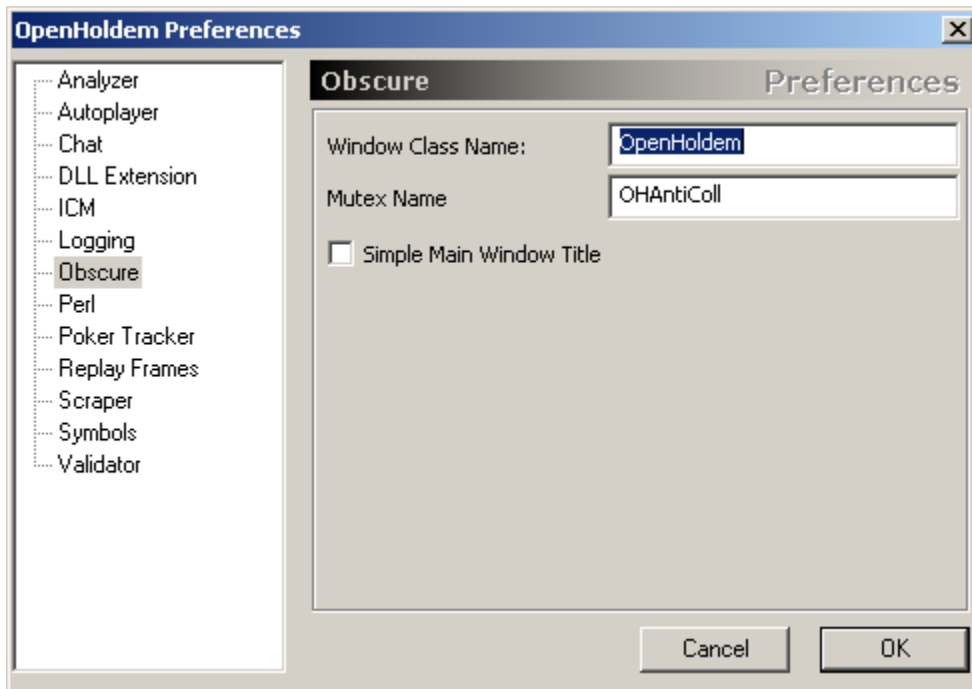 OpenHoldem Preferences
Analyzer
Autoplayer
Chat
DLL Extension
ICM
Logging
Obscure
Perl
Poker Tracker
Replay Frames
Scraper
Symbols
Validator
Obscure Preferences
Window Class Name: OpenHoldem
Mutex Name OHAntiColl
Simple Main Window Title
Cancel OK